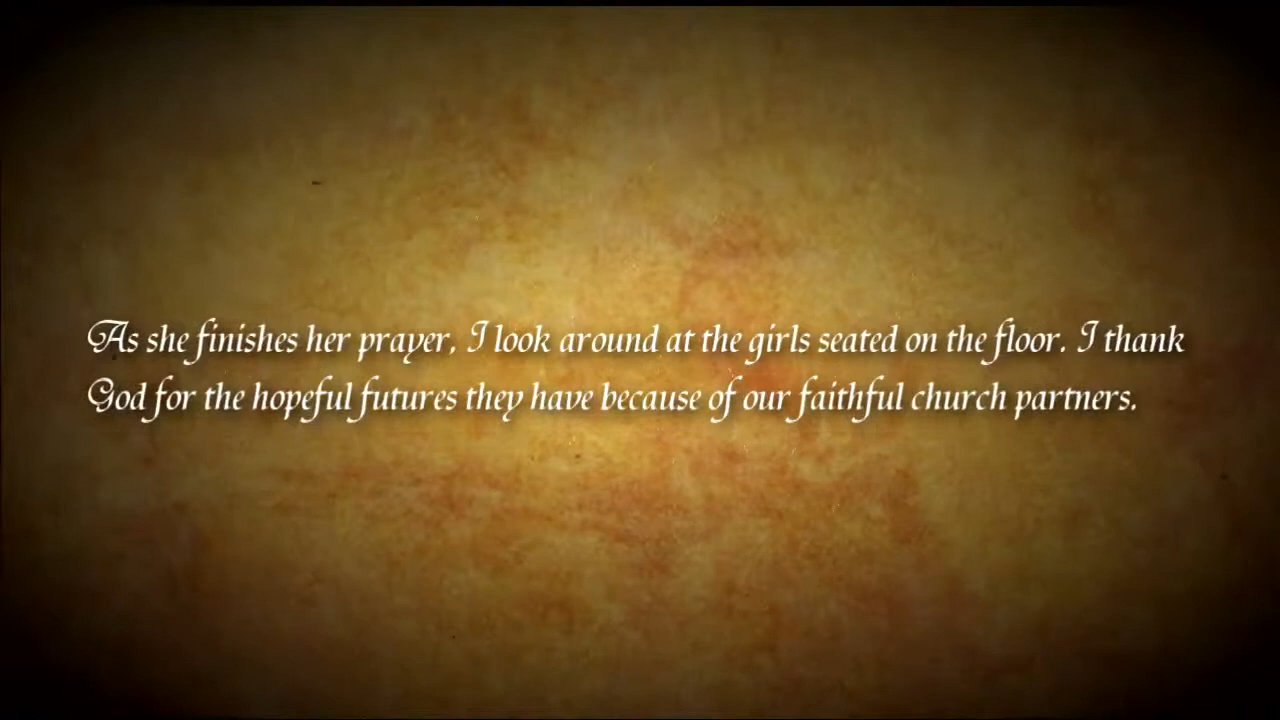 As she finishes her prayer, I look around at the girls seated on the floor. I thank
God for the hopeful futures they have because of our faithful church partners.